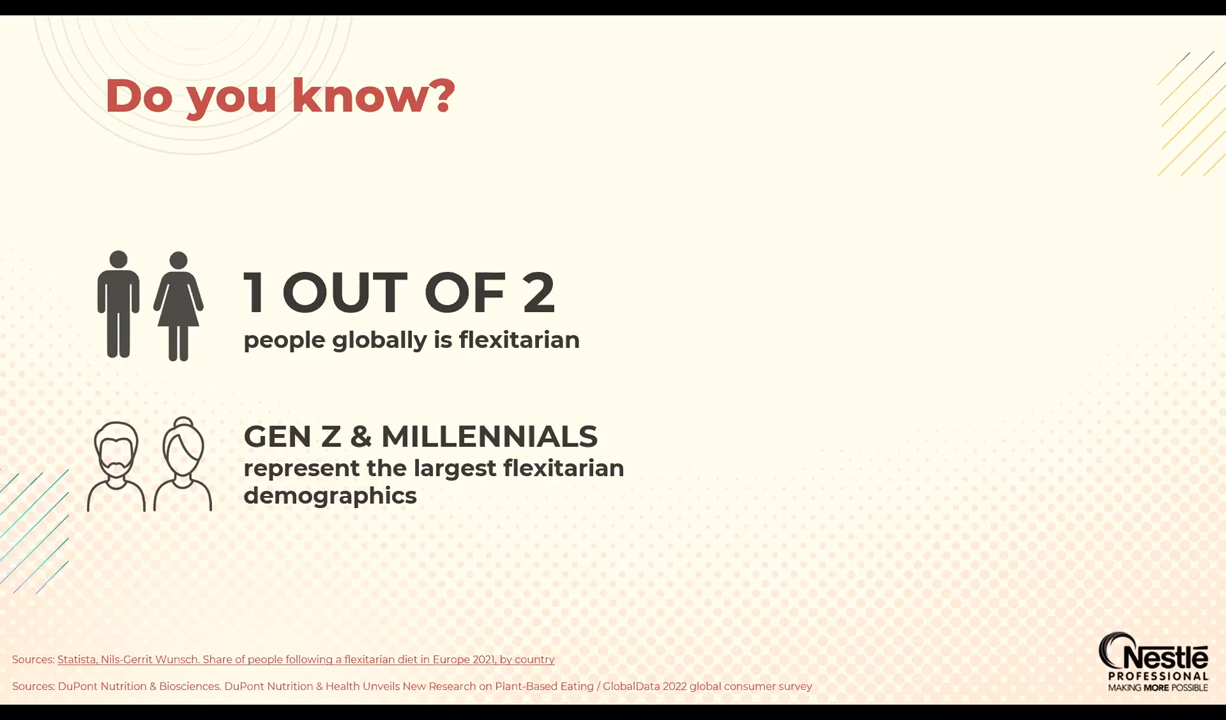 Do you know?
1 OUT OF 2
people globally is flexitarian
GEN Z & MILLENNIALS
represent the largest flexitarian
demographics
Sources: Statista, Nils-Gerrit Wunsch. Share of people following a flexitarian diet in Europe 2021, by country
Sources: DuPont Nutrition & Biosciences. DuPont Nutrition & Health Unveils New Research on Plant-Based Eating / GlobalData 2022 global consumer survey
Nestlé
PROFESSIONAL
MAKING MORE POSSIBLE